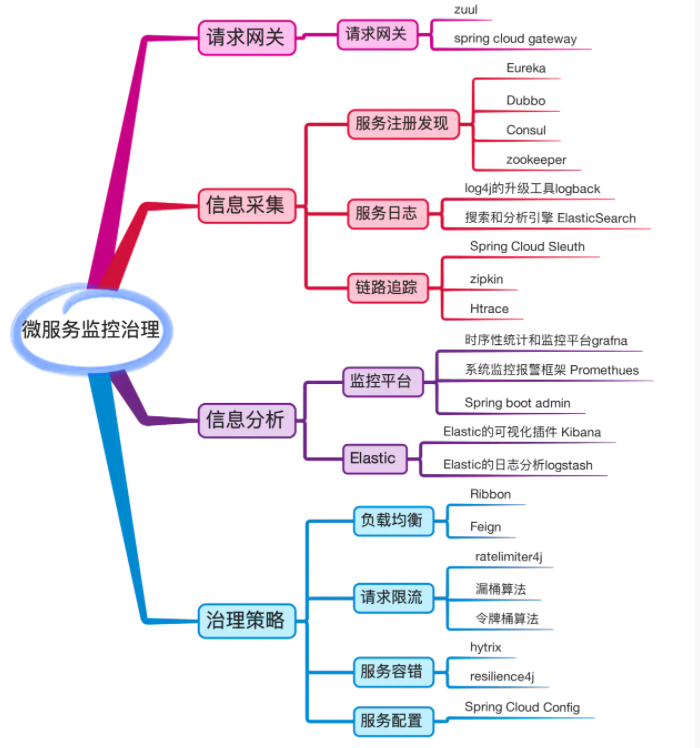 微服务监控治理
请求网关
请求网关
zuul
spring cloud gateway
信息采集
服务注册发现
Eureka
Dubbo
Consul
zookeeper
服务日志
log4j的升级工具logback
搜索和分析引擎 ElasticSearch
链路追踪
Spring Cloud Sleuth
zipkin
Htrace
信息分析
监控平台
时序性统计和监控平台grafna
系统监控报警框架 Promethues
Spring boot admin
Elastic
Elastic的可视化插件 Kibana
Elastic的日志分析logstash
治理策略
负载均衡
Ribbon
Feign
请求限流
ratelimiter4j
漏桶算法
令牌桶算法
服务容错
hytrix
resilience4j
服务配置
Spring Cloud Config